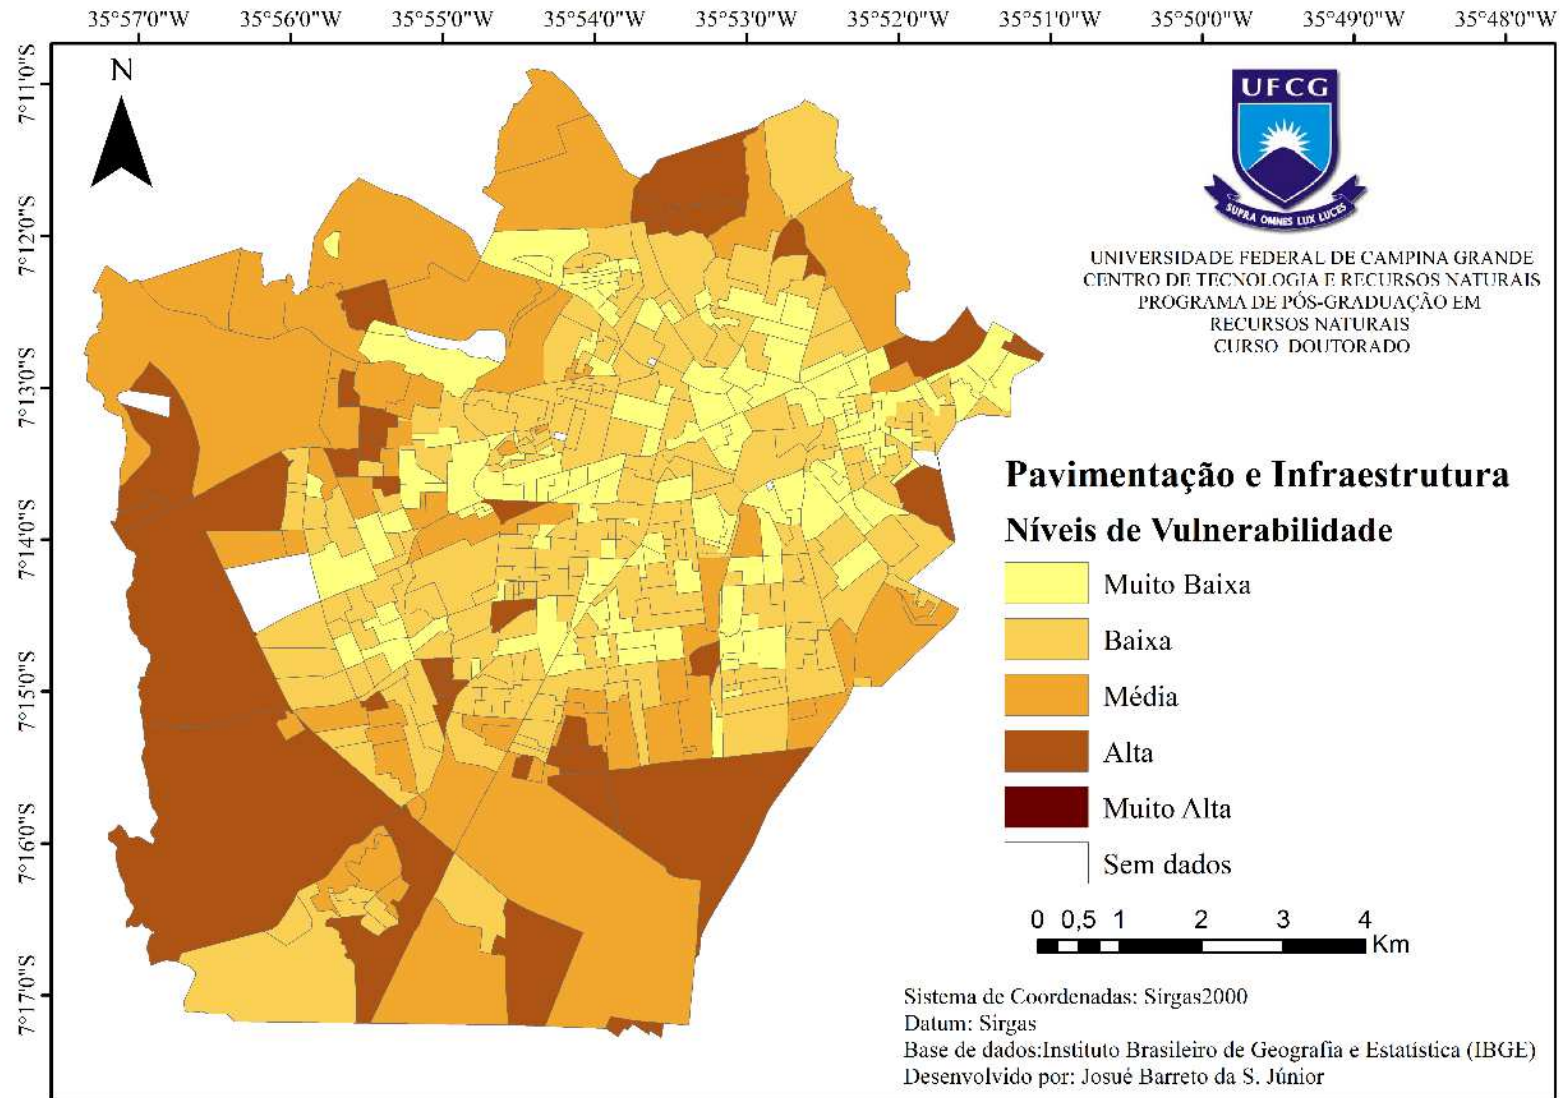 35°57'0"W 35°56'0"W 35°55'0"W 35°54'0"W 35°53'0"W 35°52'0"W 35°51'0"W 35°50'0"W 35°49'0"W 35°48'0"W
7°11'0"S
7°12'0"S
7°13'0"S
7°14'0"S
7°15'0"S
7°16'0"S
7°17'0"S
N
UFCG
SUPRA OMNES LUX LUCES
UNIVERSIDADE FEDERAL DE CAMPINA GRANDE
CENTRO DE TECNOLOGIA E RECURSOS NATURAIS
PROGRAMA DE PÓS-GRADUAÇÃO EM
RECURSOS NATURAIS
CURSO DOUTORADO
Pavimentação e Infraestrutura
Níveis de Vulnerabilidade
Muito Baixa
Baixa
Média
Alta
Muito Alta
Sem dados
0 0,5 1 2 3 4
Km
Sistema de Coordenadas: Sirgas2000
Datum: Sirgas
Base de dados:Instituto Brasileiro de Geografia e Estatística (IBGE)
Desenvolvido por: Josué Barreto da S. Júnior